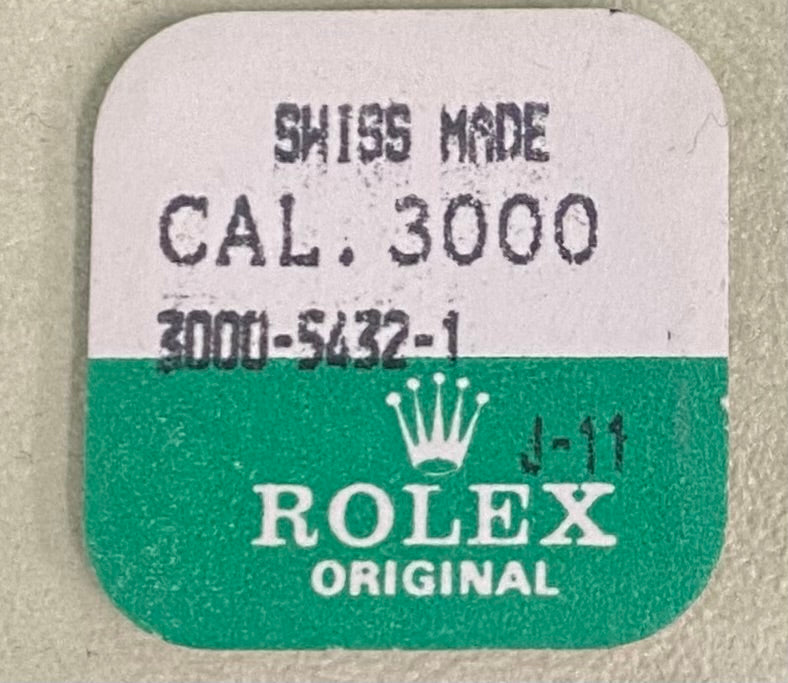 SWISS MADE
CAL. 3000
3000-5432-1
J-11
ROLEX
ORIGINAL